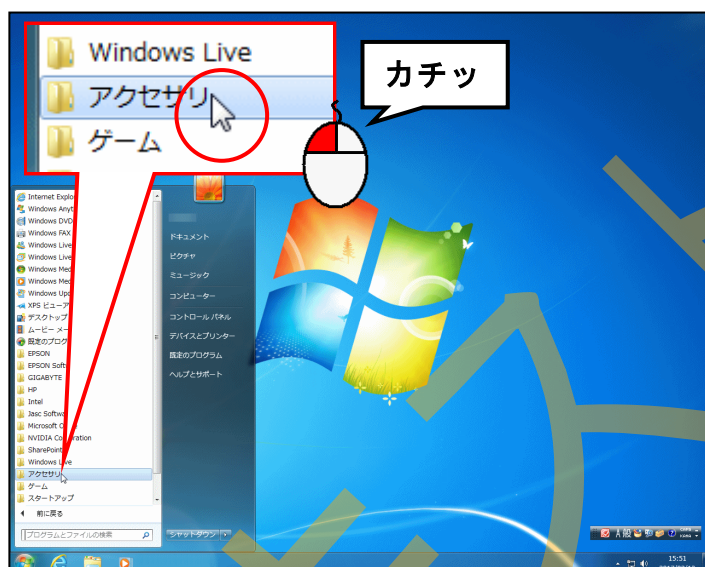 Windows Live
アクセサリ
ゲーム
カチッ
Internet Explo
Windows Anyt
Windows DVD
Windows FAX
Windows Live
Windows Live
Windows Med
Windows Med
Windows Upd
XPS ビューア
デスクトップ
ムービー メー
既定のプログ
EPSON
EPSON Soft
GIGABYTE
HP
Intel
Jasc Softwa
Microsoft O
NVIDIA Corporation
SharePoint
Windows Live
アクセサリ
ゲーム
スタートアップ
前に戻る
プログラムとファイルの検索
ドキュメント
ピクチャ
ミュージック
コンピューター
コントロール パネル
デバイスとプリンター
既定のプログラム
ヘルプとサポート
シャットダウン
A 般
15:51